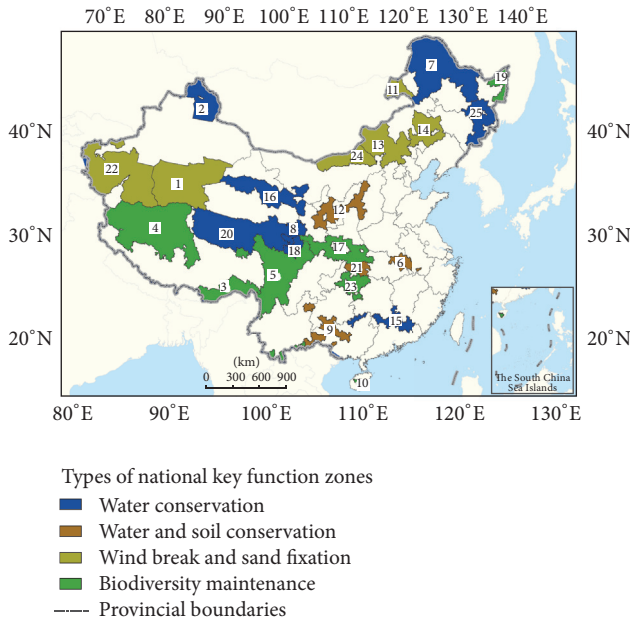 70°E 80°E 90°E 100°E 110°E 120°E 130°E 140°E
7
19
11
2
25
14
40°N 40°N
13
24
22
1
16
12
4
20
8
30°N 30°N
17
18
6
21
5
3
23
15
9
20°N 20°N
(km)
0 300 600 900
10
The South China
Sea Islands
80°E 90°E 100°E 110°E 120°E 130°E
Types of national key function zones
Water conservation
Water and soil conservation
Wind break and sand fixation
Biodiversity maintenance
Provincial boundaries